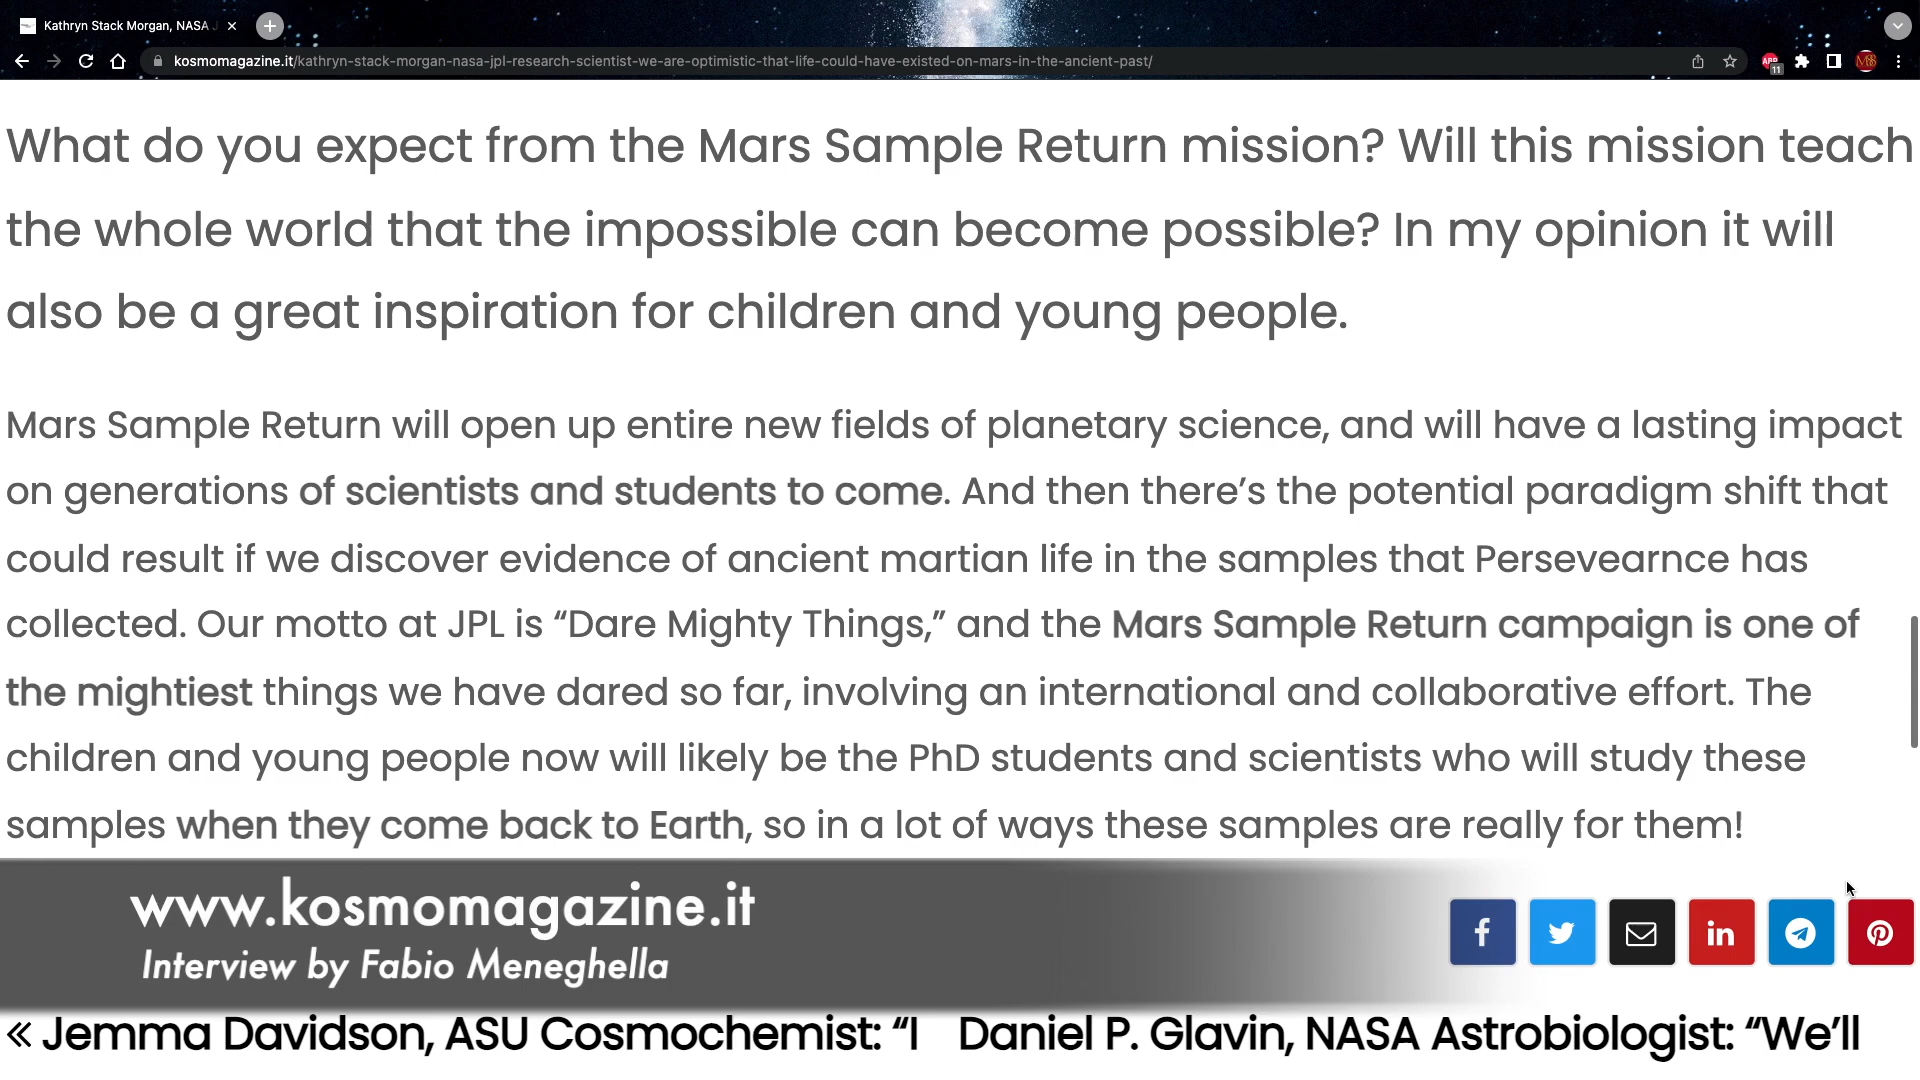 Kathryn Stack Morgan, NASA J
kosmomagazine.it/kathryn-stack-morgan-nasa-jpl-research-scientist-we-are-optimistic-that-life-could-have-existed-on-mars-in-the-ancient-past/
ABP
11
What do you expect from the Mars Sample Return mission? Will this mission teach
the whole world that the impossible can become possible? In my opinion it will
also be a great inspiration for children and young people.
Mars Sample Return will open up entire new fields of planetary science, and will have a lasting impact
on generations of scientists and students to come. And then there’s the potential paradigm shift that
could result if we discover evidence of ancient martian life in the samples that Persevearnce has
collected. Our motto at JPL is “Dare Mighty Things,” and the Mars Sample Return campaign is one of
the mightiest things we have dared so far, involving an international and collaborative effort. The
children and young people now will likely be the PhD students and scientists who will study these
samples when they come back to Earth, so in a lot of ways these samples are really for them!
www.kosmomagazine.it
Interview by Fabio Meneghella
« Jemma Davidson, ASU Cosmochemist: “I
Daniel P. Glavin, NASA Astrobiologist: “We’ll